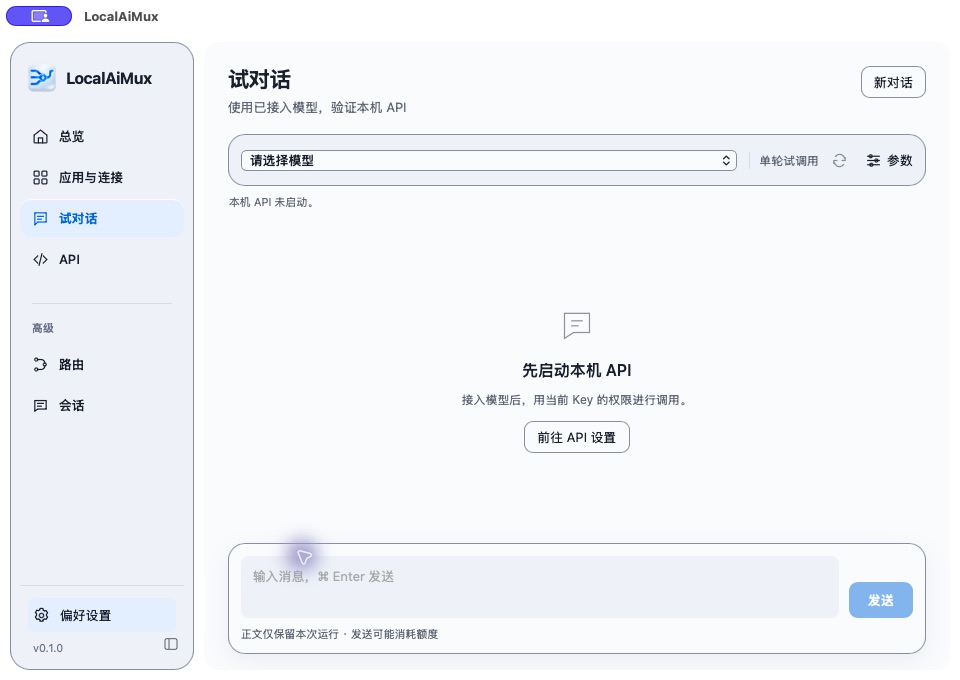 LocalAiMux
LocalAiMux
总览
应用与连接
试对话
API
高级
路由
会话
偏好设置
v0.1.0
试对话
使用已接入模型，验证本机 API
新对话
请选择模型
单轮试调用
参数
本机 API 未启动。
先启动本机 API
接入模型后，用当前 Key 的权限进行调用。
前往 API 设置
输入消息，⌘ Enter 发送
发送
正文仅保留本次运行 · 发送可能消耗额度